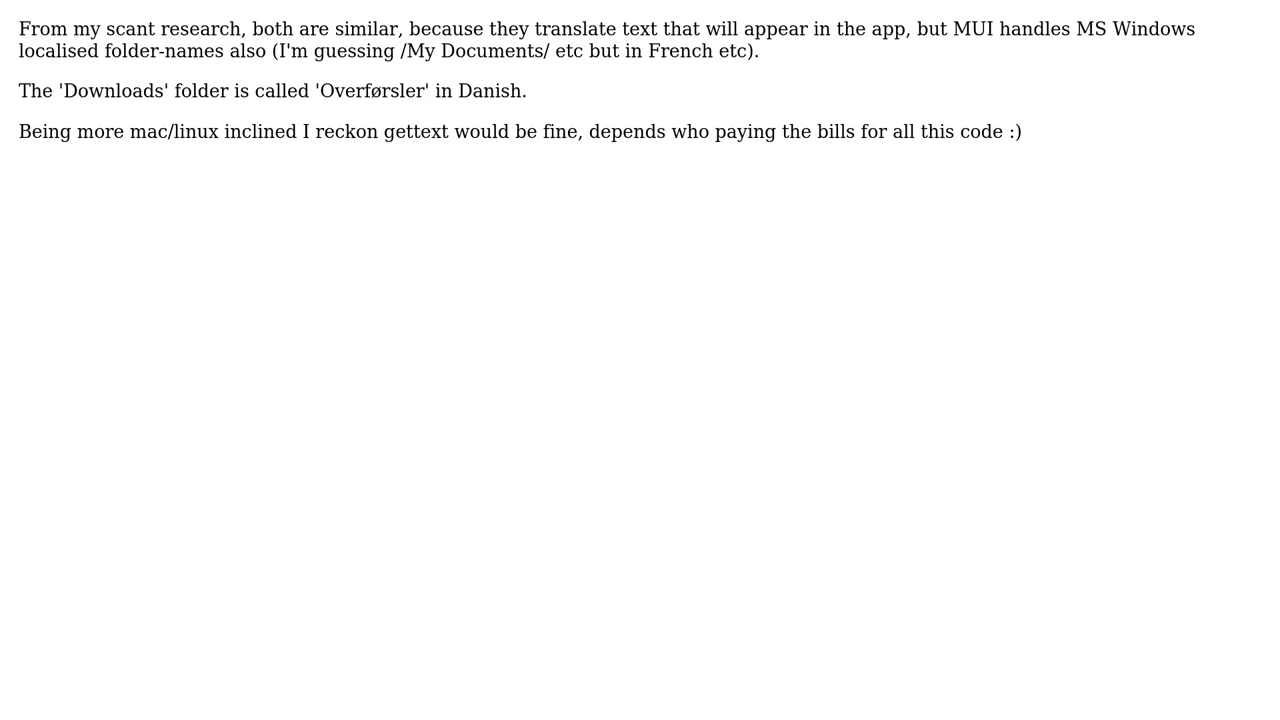 From my scant research, both are similar, because they translate text that will appear in the app, but MUI handles MS Windows
localised folder-names also (I'm guessing /My Documents/ etc but in French etc).
The 'Downloads' folder is called 'Overførsler' in Danish.
Being more mac/linux inclined I reckon gettext would be fine, depends who paying the bills for all this code :)